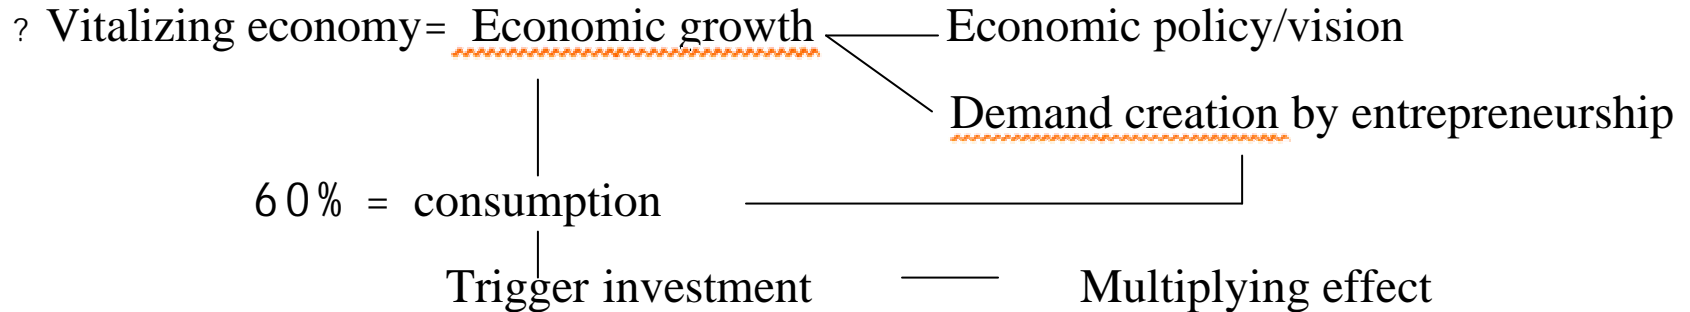 ? Vitalizing economy= Economic growth Economic policy/vision
Demand creation by entrepreneurship
60% = consumption
Trigger investment Multiplying effect